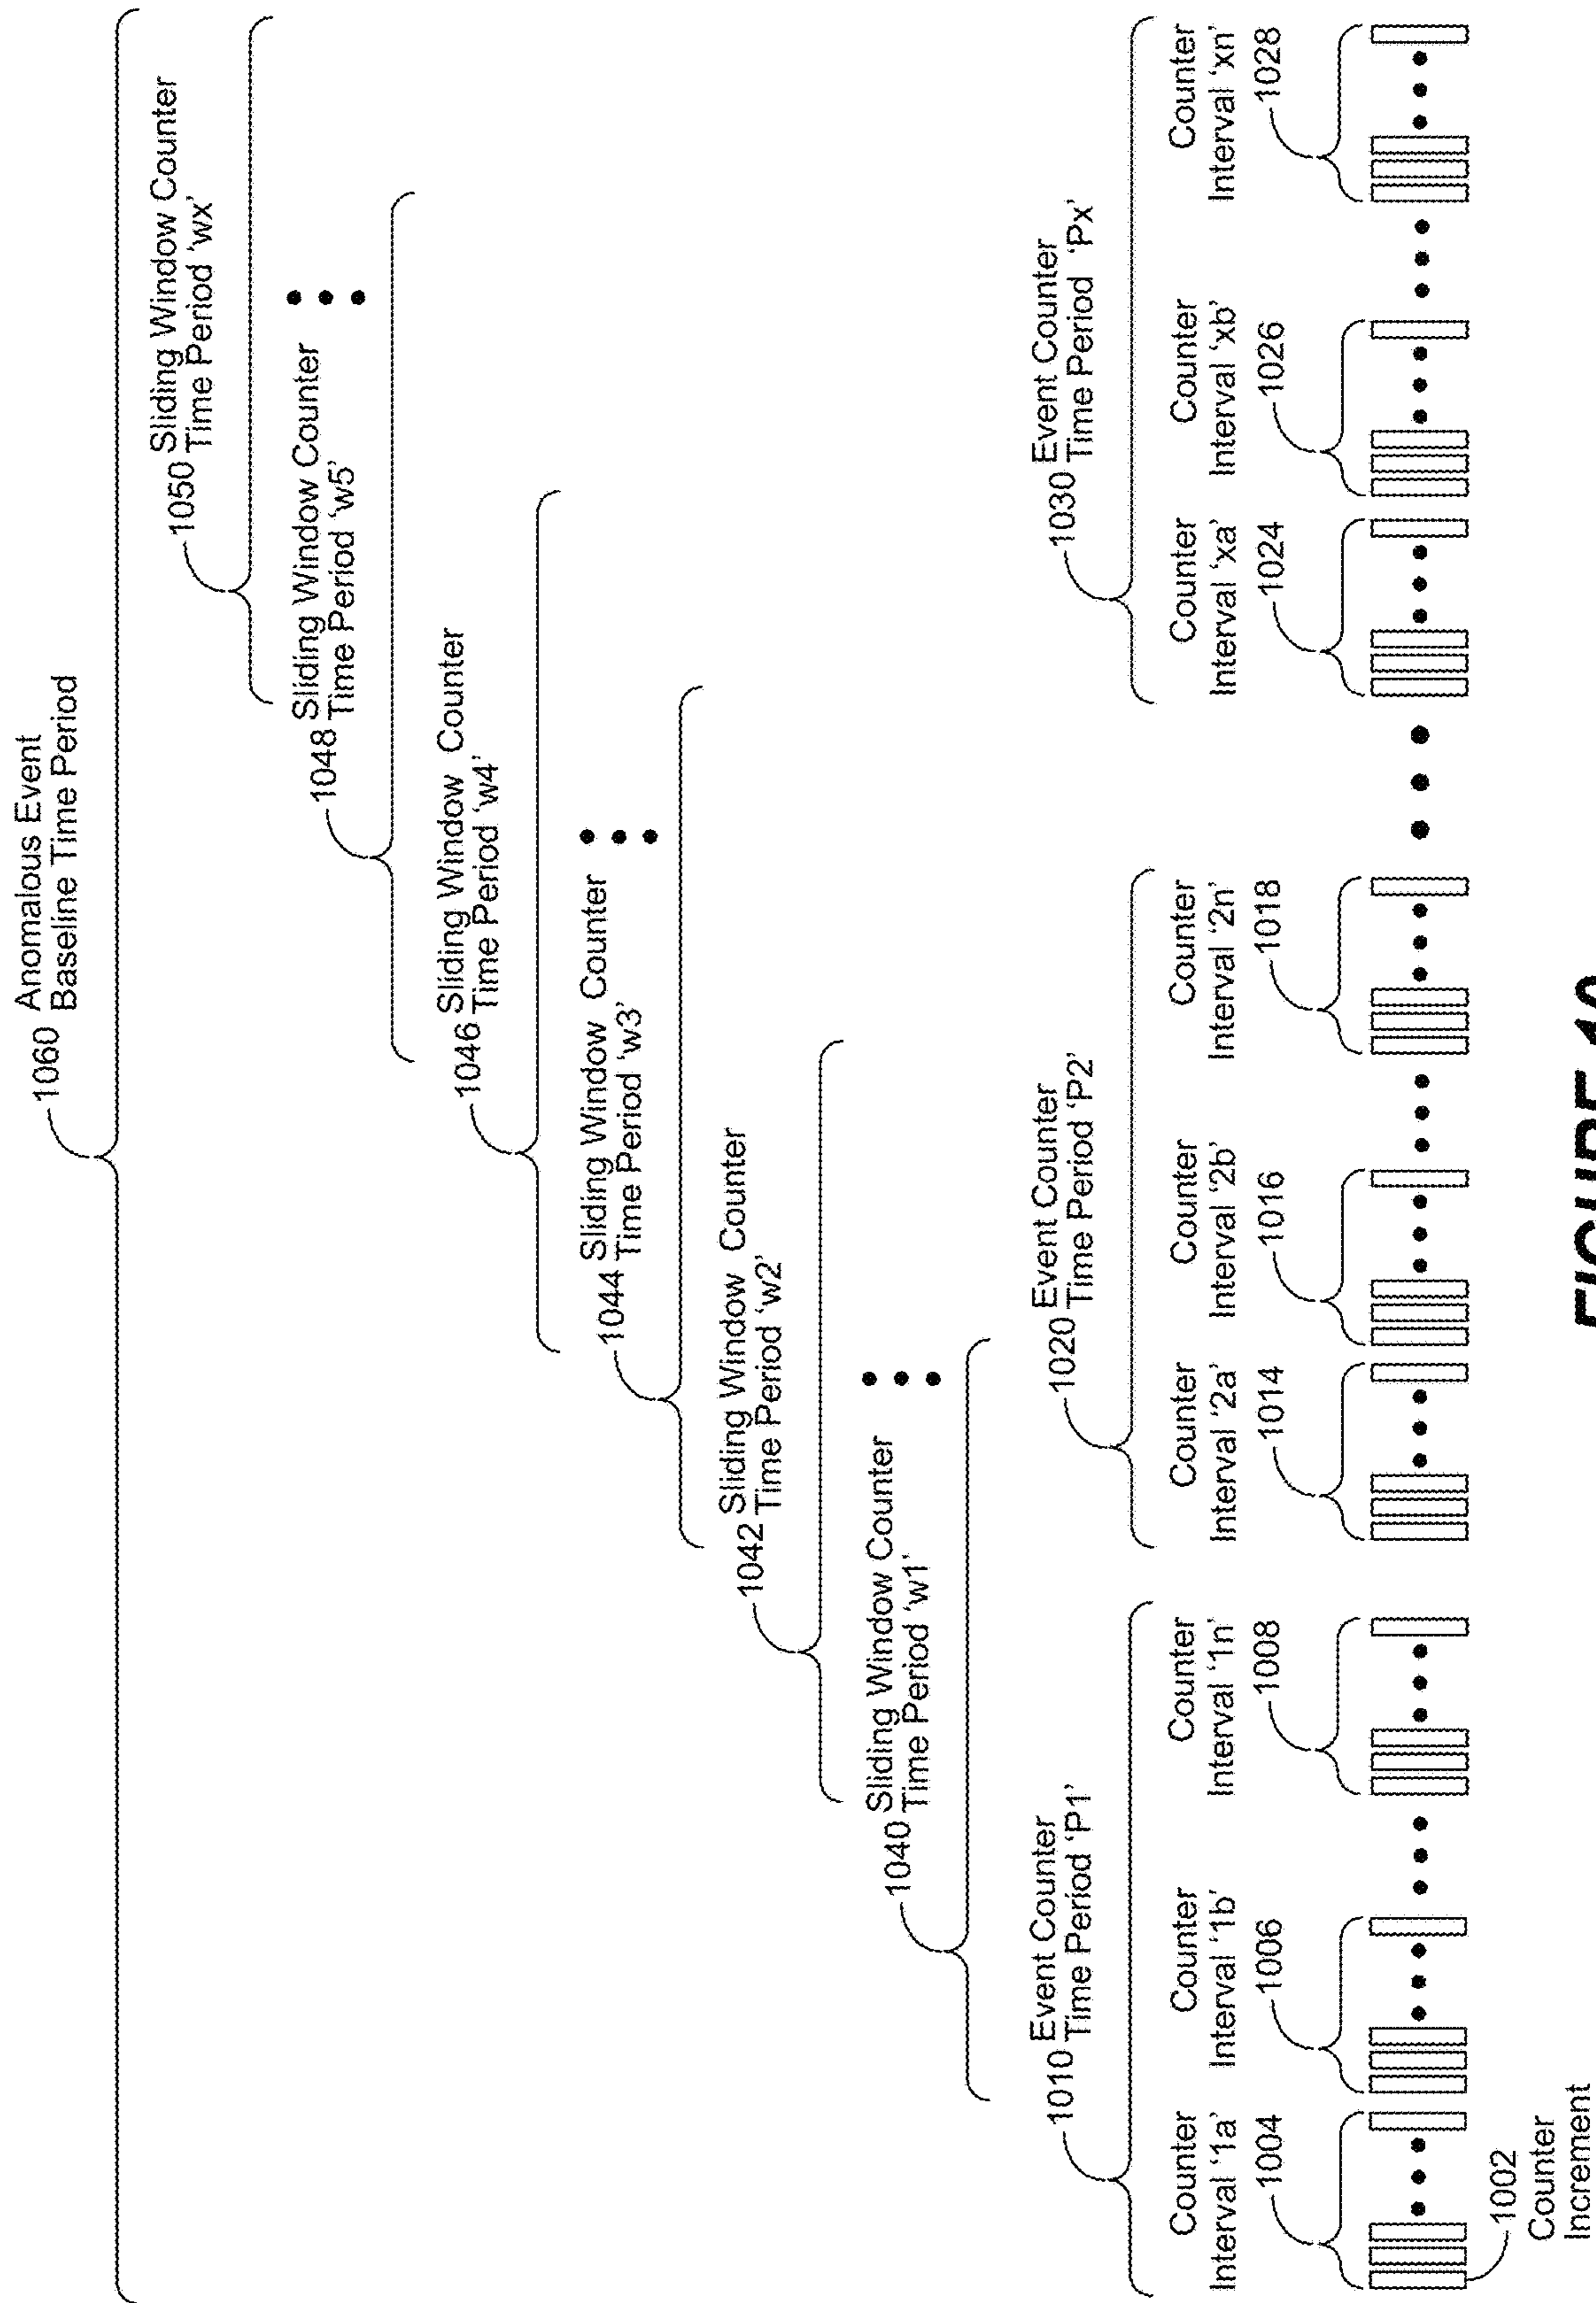 1060 Anomalous Event
Baseline Time Period
1050 Sliding Window Counter
Time Period 'wx'
1048 Sliding Window Counter
Time Period 'w5'
1046 Sliding Window Counter
Time Period 'w4'
1044 Sliding Window Counter
Time Period 'w3'
1042 Sliding Window Counter
Time Period 'w2'
1040 Sliding Window Counter
Time Period 'w1'
1010 Event Counter
Time Period 'P1'
1020 Event Counter
Time Period 'P2'
1030 Event Counter
Time Period 'Px'
Counter
Interval '1a'
1004
Counter
Interval '1b'
1006
Counter
Interval '1n'
1008
Counter
Interval '2a'
1014
Counter
Interval '2b'
1016
Counter
Interval '2n'
1018
Counter
Interval 'xa'
1024
Counter
Interval 'xb'
1026
Counter
Interval 'xn'
1028
1002
Counter
Increment
FIGURE 10